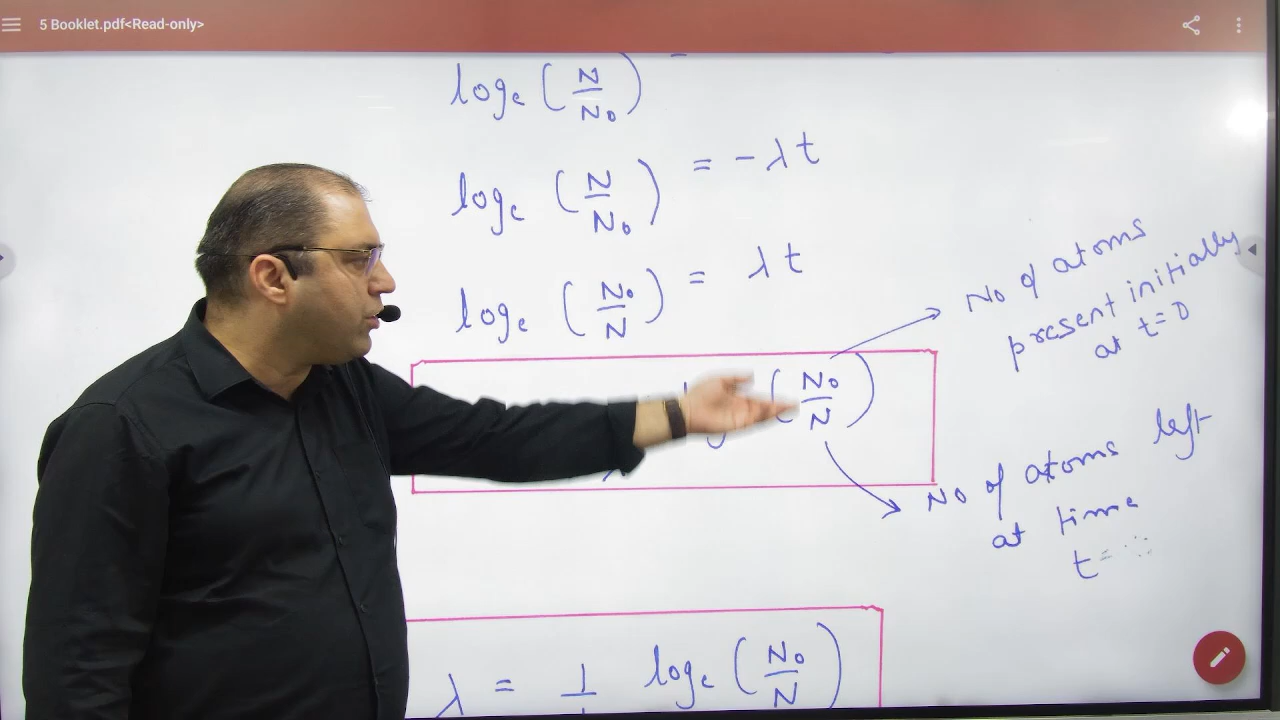 5 Booklet.pdf<Read-only>
logₑ (N/N₀)
logₑ (N/N₀) = -λt
logₑ (N₀/N) = λt
(N₀/N)
No of atoms
present initially
at t=0
No of atoms left
at time
t=
λ = 1/ logₑ (N₀/N)